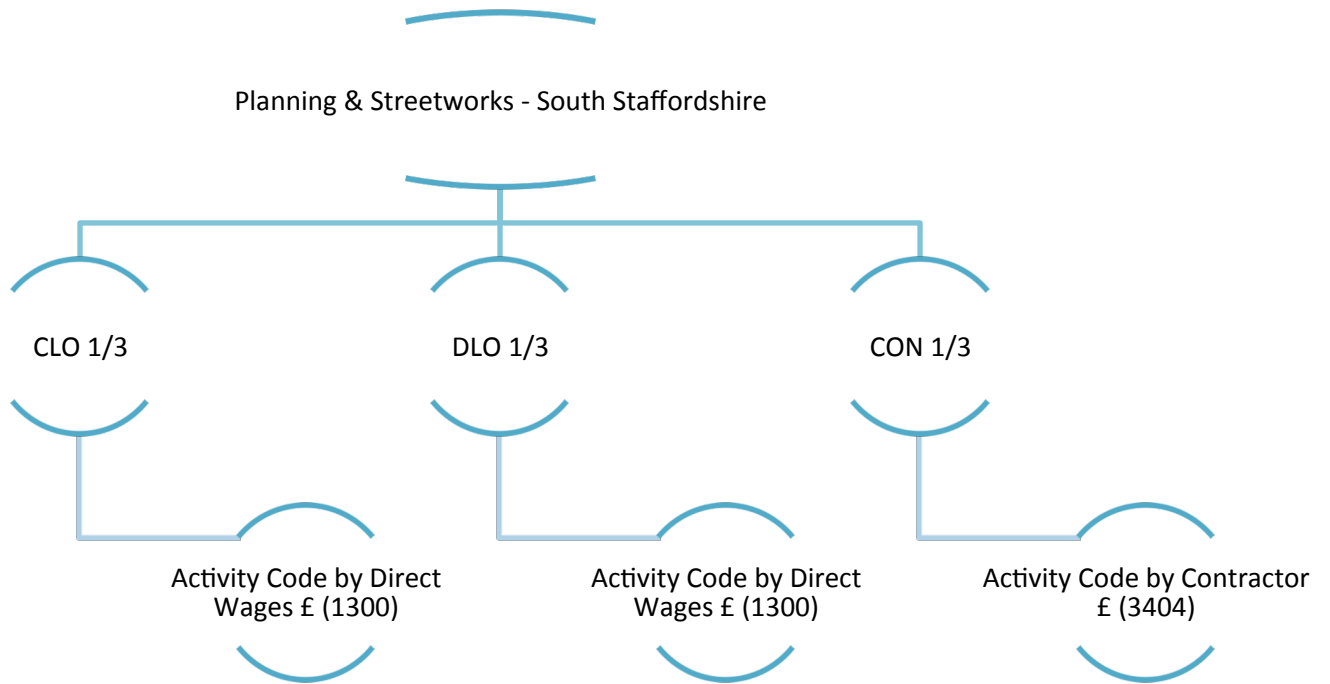 Planning & Streetworks - South Staffordshire
CLO 1/3
DLO 1/3
CON 1/3
Activity Code by Direct
Wages £ (1300)
Activity Code by Direct
Wages £ (1300)
Activity Code by Contractor
£ (3404)